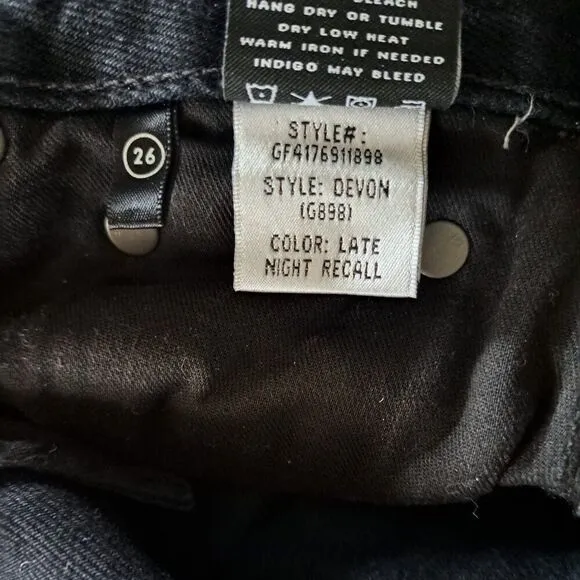 BLEACH
HANG DRY OR TUMBLE
DRY LOW HEAT
WARM IRON IF NEEDED
INDIGO MAY BLEED
26
STYLE#:
GF4176911898
STYLE: DEVON
(G898)
COLOR: LATE
NIGHT RECALL